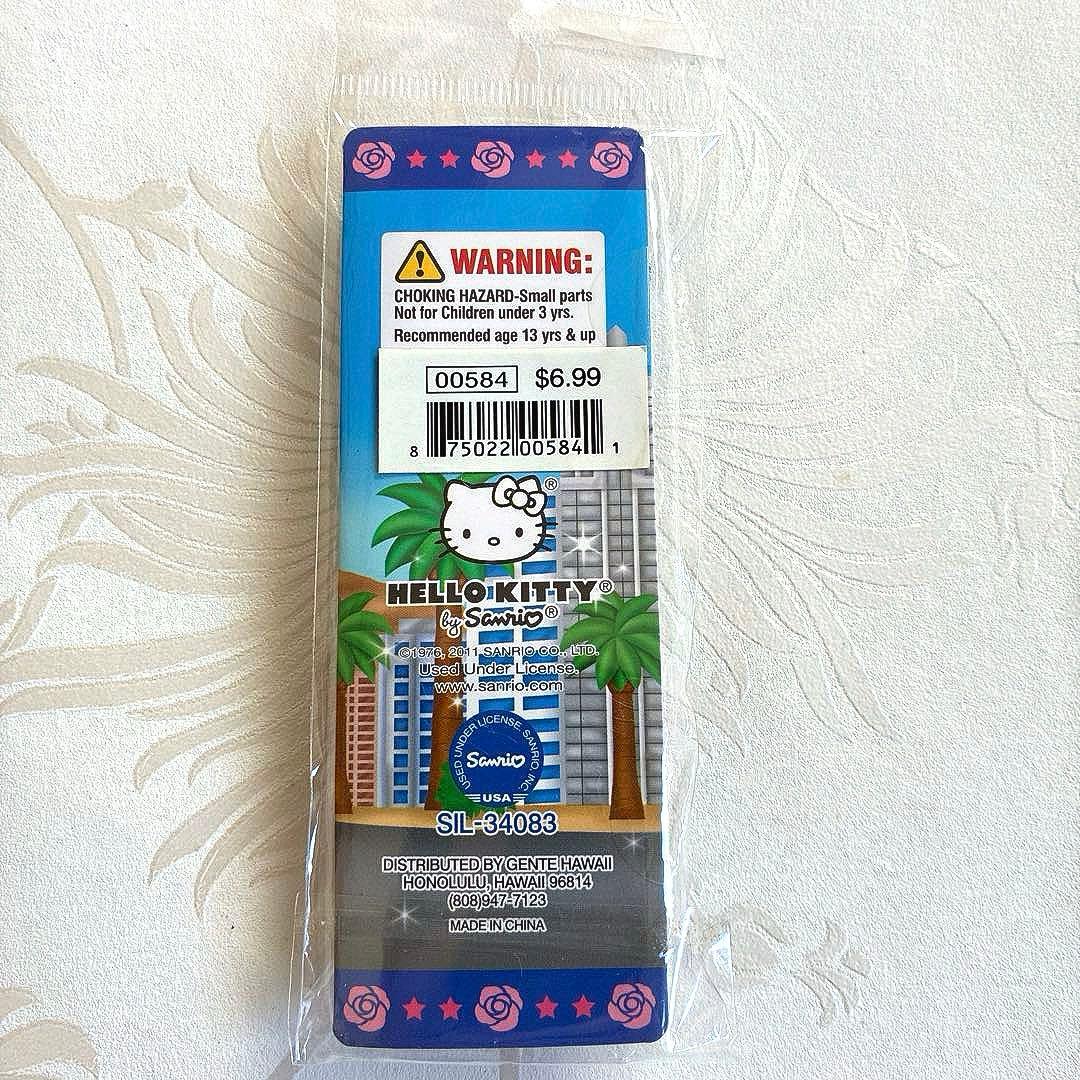 WARNING:
CHOKING HAZARD-Small parts
Not for Children under 3 yrs.
Recommended age 13 yrs & up
00584 $6.99
8 75022 00584 1
®
HELLO KITTY®
by Sanrio®
©1976, 2011 SANRIO CO., LTD.
Used Under License.
www.sanrio.com
USED UNDER LICENSE SANRIO, INC.
Sanrio
USA
SIL-34083
DISTRIBUTED BY GENTE HAWAII
HONOLULU, HAWAII 96814
(808)947-7123
MADE IN CHINA